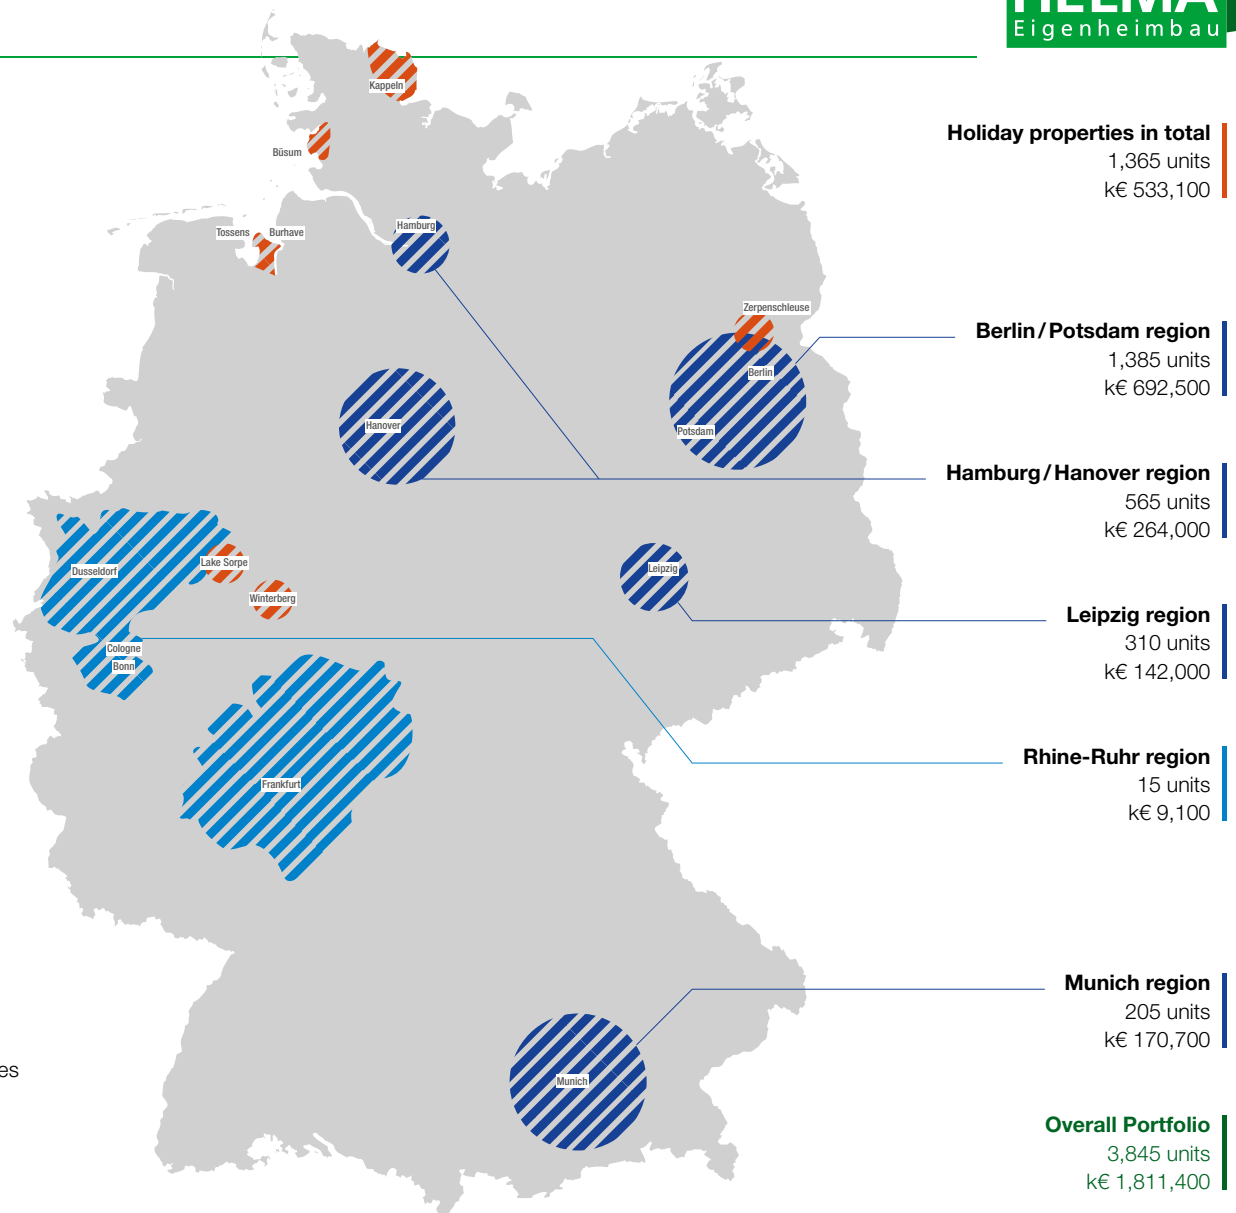 HELMA
Eigenheimbau
Kappeln
Büsum
Tossens
Burhave
Hamburg
Zerpenschleuse
Berlin
Potsdam
Hanover
Dusseldorf
Lake Sorpe
Winterberg
Leipzig
Cologne
Bonn
Frankfurt
Munich
Holiday properties in total
1,365 units
k€ 533,100
Berlin/Potsdam region
1,385 units
k€ 692,500
Hamburg/Hanover region
565 units
k€ 264,000
Leipzig region
310 units
k€ 142,000
Rhine-Ruhr region
15 units
k€ 9,100
Munich region
205 units
k€ 170,700
es
Overall Portfolio
3,845 units
k€ 1,811,400